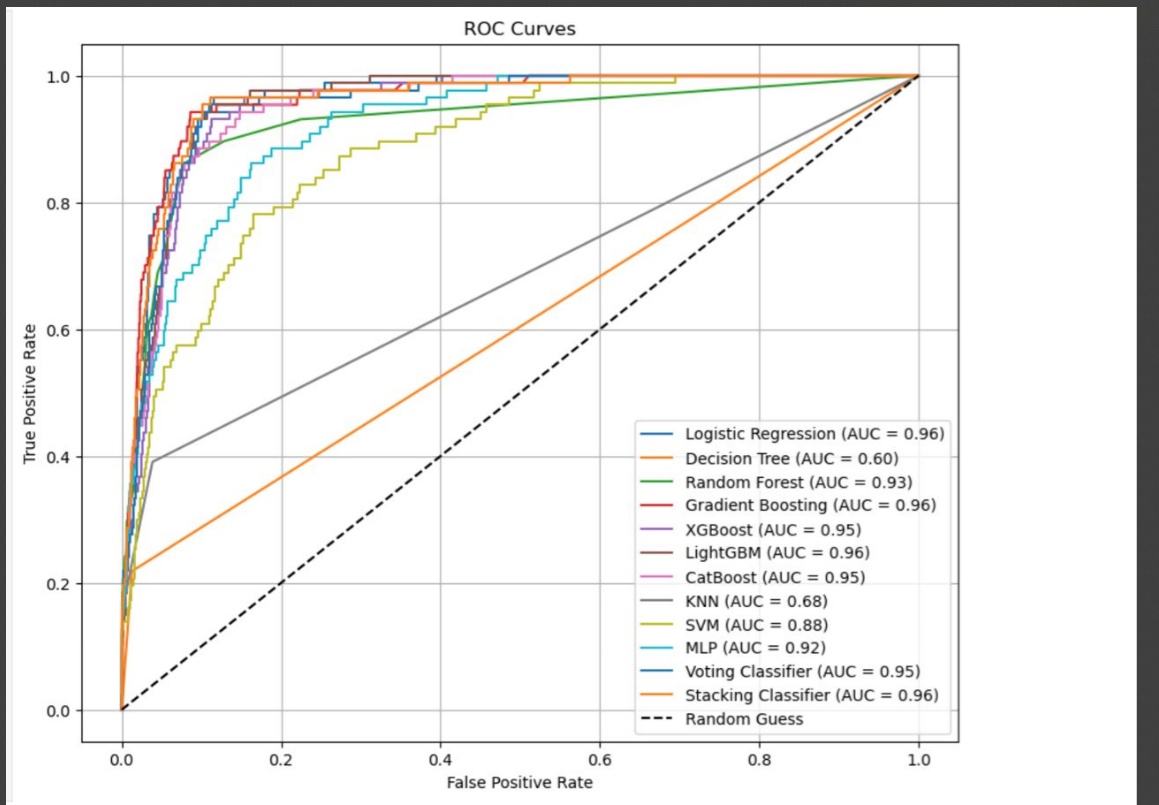 ROC Curves
1.0
0.8
0.6
0.4
0.2
0.0
True Positive Rate
Logistic Regression (AUC = 0.96)
Decision Tree (AUC = 0.60)
Random Forest (AUC = 0.93)
Gradient Boosting (AUC = 0.96)
XGBoost (AUC = 0.95)
LightGBM (AUC = 0.96)
CatBoost (AUC = 0.95)
KNN (AUC = 0.68)
SVM (AUC = 0.88)
MLP (AUC = 0.92)
Voting Classifier (AUC = 0.95)
Stacking Classifier (AUC = 0.96)
Random Guess
0.0 0.2 0.4 0.6 0.8 1.0
False Positive Rate